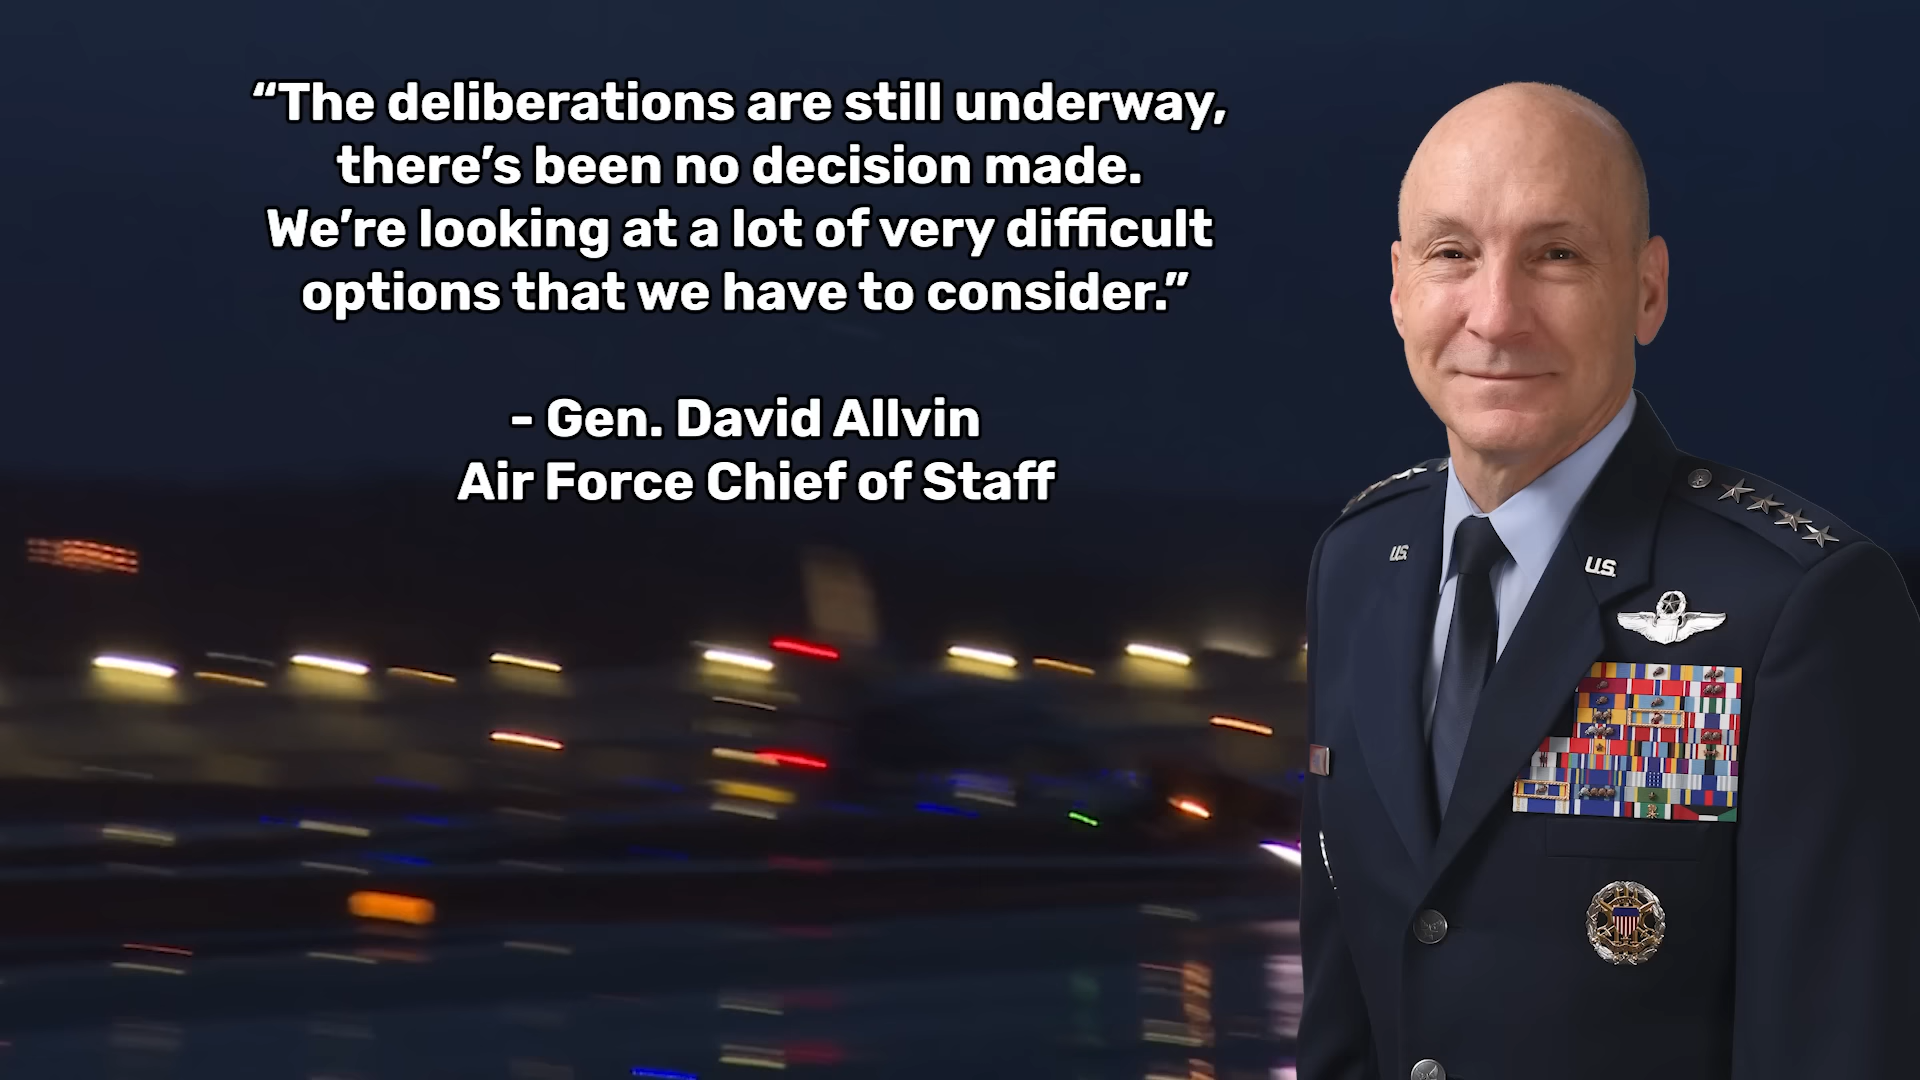 “The deliberations are still underway,
there’s been no decision made.
We’re looking at a lot of very difficult
options that we have to consider.”
- Gen. David Allvin
Air Force Chief of Staff
U.S.
U.S.